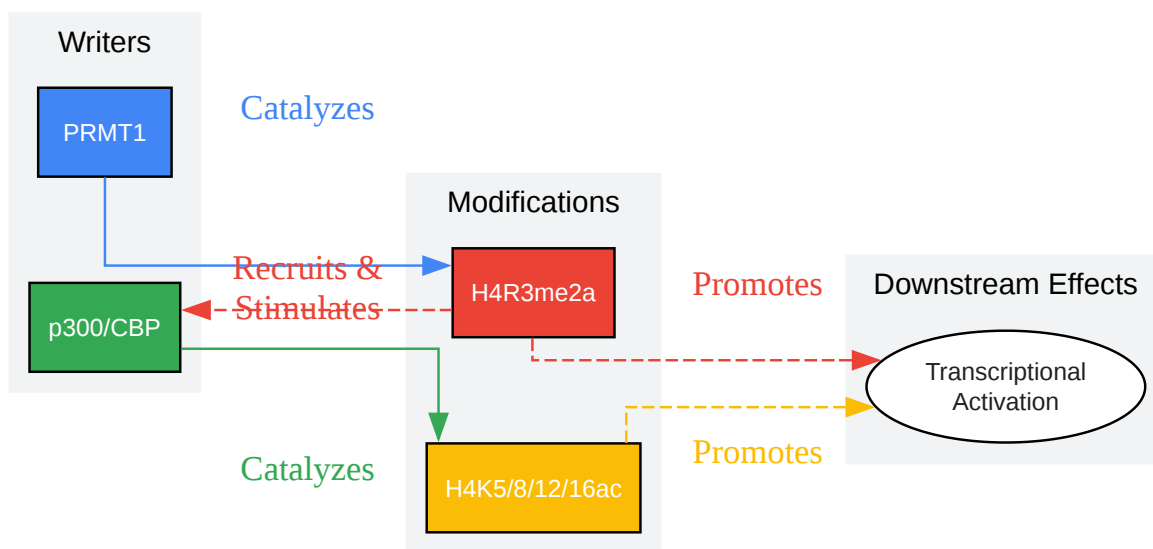 Writers
PRMT1
Catalyzes
Modifications
Recruits &
Stimulates
H4R3me2a
p300/CBP
Promotes
Downstream Effects
Transcriptional
Activation
Catalyzes
H4K5/8/12/16ac
Promotes